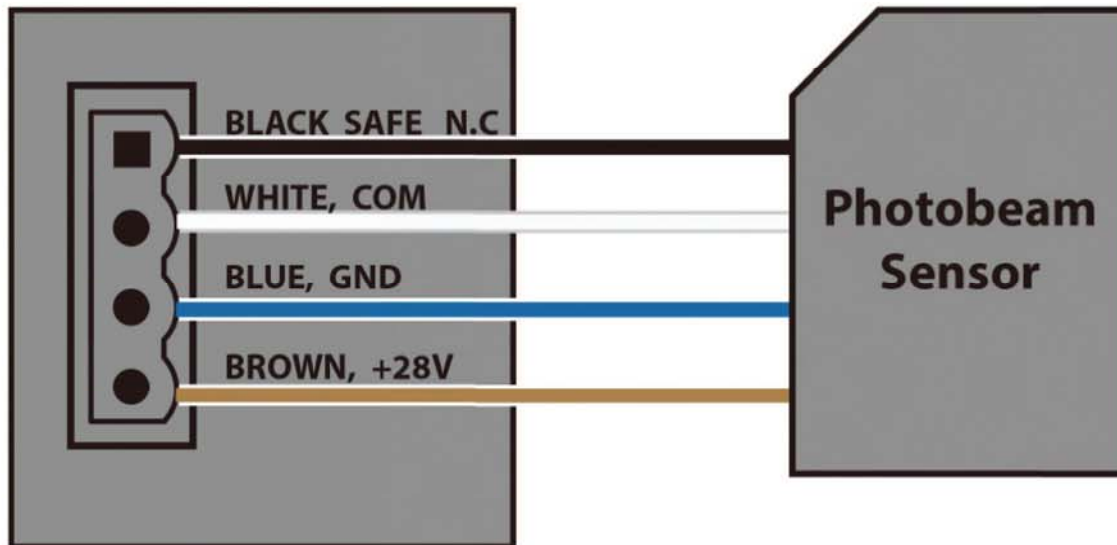 BLACK SAFE N.C
WHITE, COM
BLUE, GND
BROWN, +28V
Photobeam
Sensor